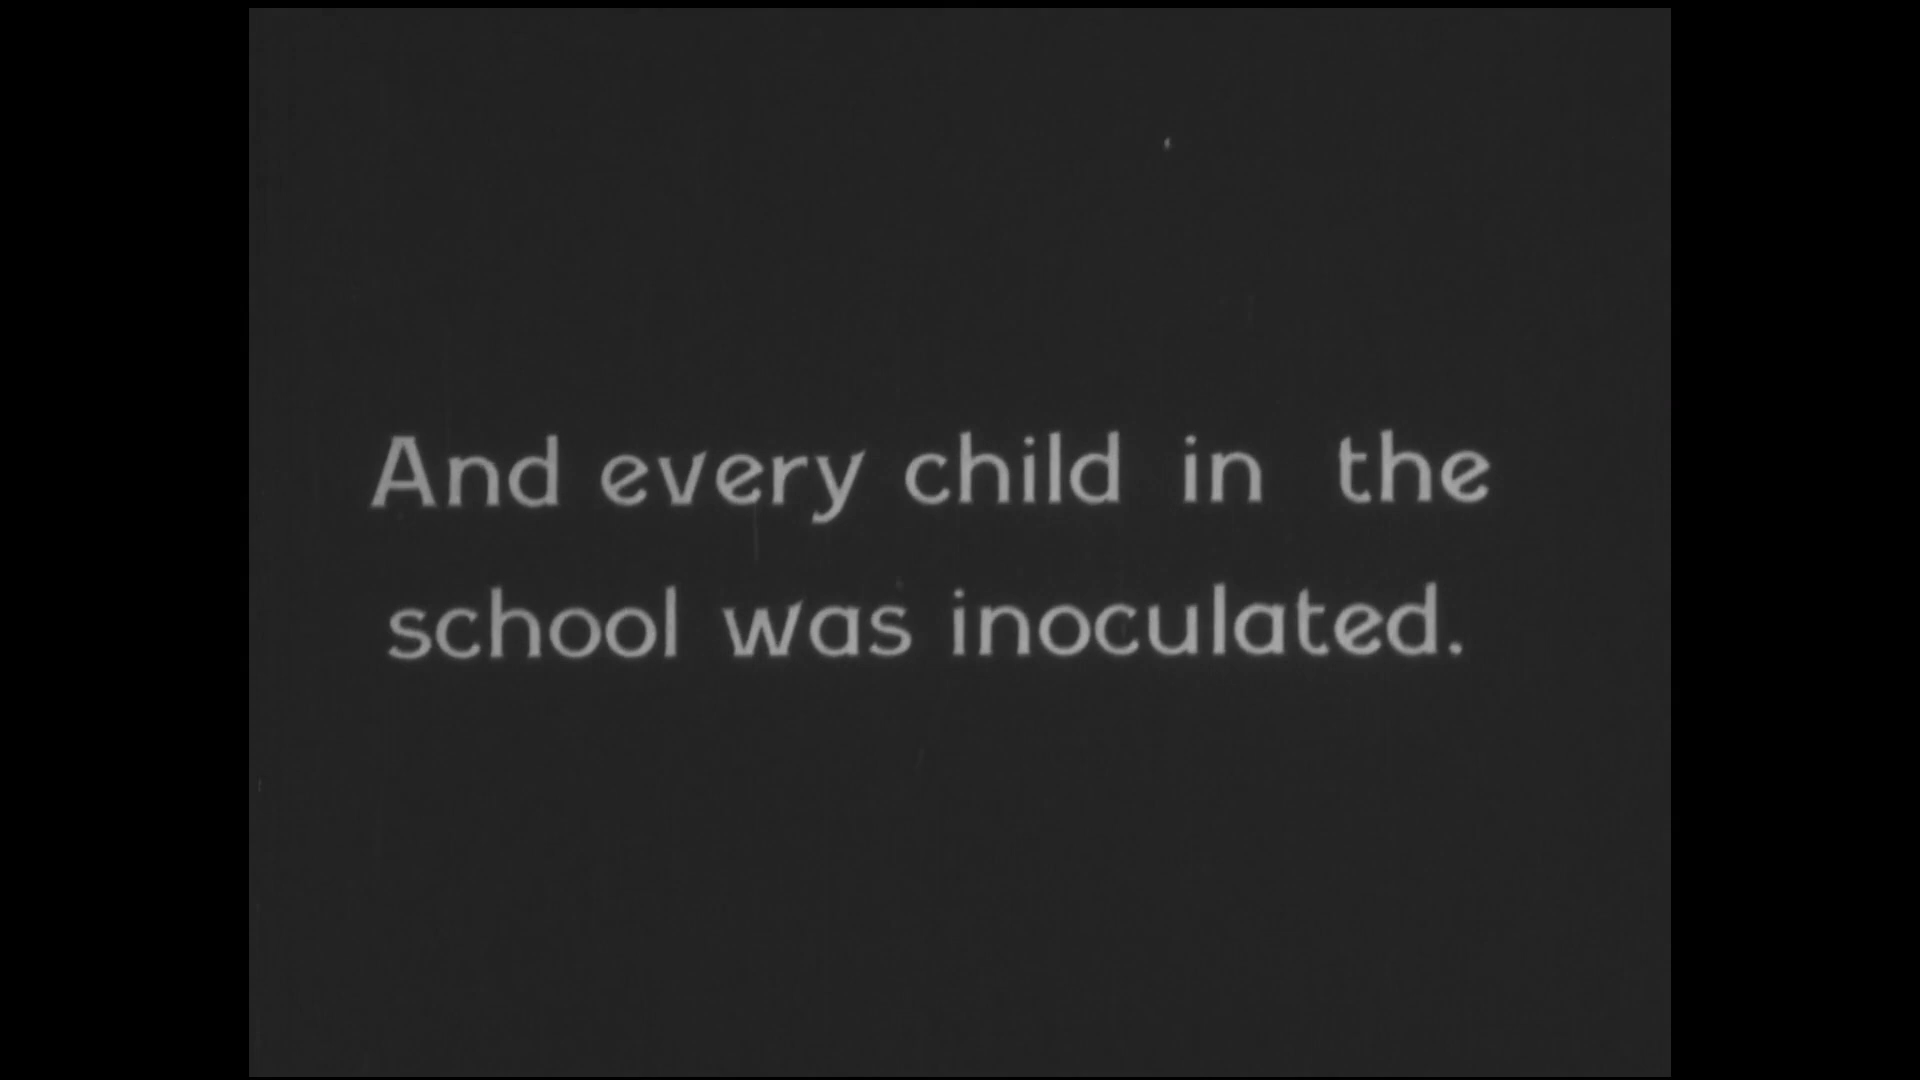 And every child in the
school was inoculated.